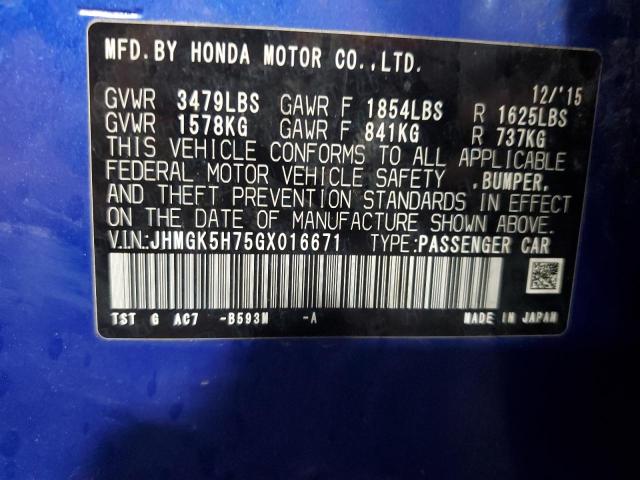 MFD.BY HONDA MOTOR CO.,LTD.
12/'15
GVWR 3479LBS GAWR F 1854LBS R 1625LBS
GVWR 1578KG GAWR F 841KG R 737KG
THIS VEHICLE CONFORMS TO ALL APPLICABLE
FEDERAL MOTOR VEHICLE SAFETY ,BUMPER,
AND THEFT PREVENTION STANDARDS IN EFFECT
ON THE DATE OF MANUFACTURE SHOWN ABOVE.
V.IN:JHMGK5H75GX016671 TYPE:PASSENGER CAR
TST G AC7 -B593M -A MADE IN JAPAN